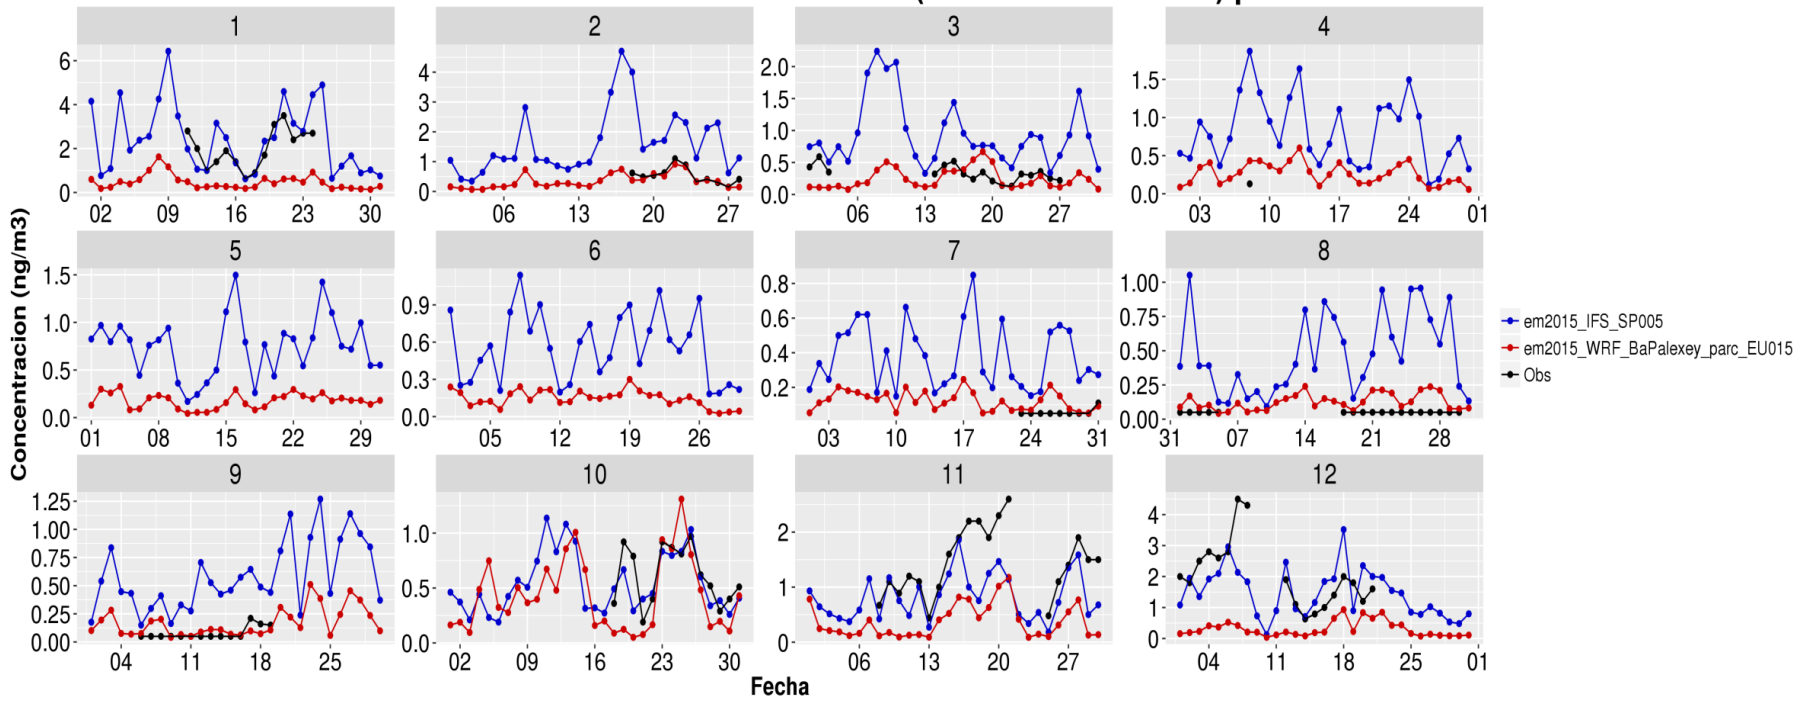 1 2 3 4
6
4
2
0
02 09 16 23 30
4
3
2
1
0
06 13 20 27
2.0
1.5
1.0
0.5
0.0
06 13 20 27
1.5
1.0
0.5
0.0
03 10 17 24 01
5 6 7 8
1.5
1.0
0.5
0.0
01 08 15 22 29
0.9
0.6
0.3
0.0
05 12 19 26
0.8
0.6
0.4
0.2
03 10 17 24 31
1.00
0.75
0.50
0.25
0.00
31 07 14 21 28
9 10 11 12
1.25
1.00
0.75
0.50
0.25
0.00
04 11 18 25
1.0
0.5
0.0
02 09 16 23 30
2
1
0
06 13 20 27
4
3
2
1
0
04 11 18 25 01
Concentracion (ng/m3)
Fecha
em2015_IFS_SP005
em2015_WRF_BaPalexey_parc_EU015
Obs